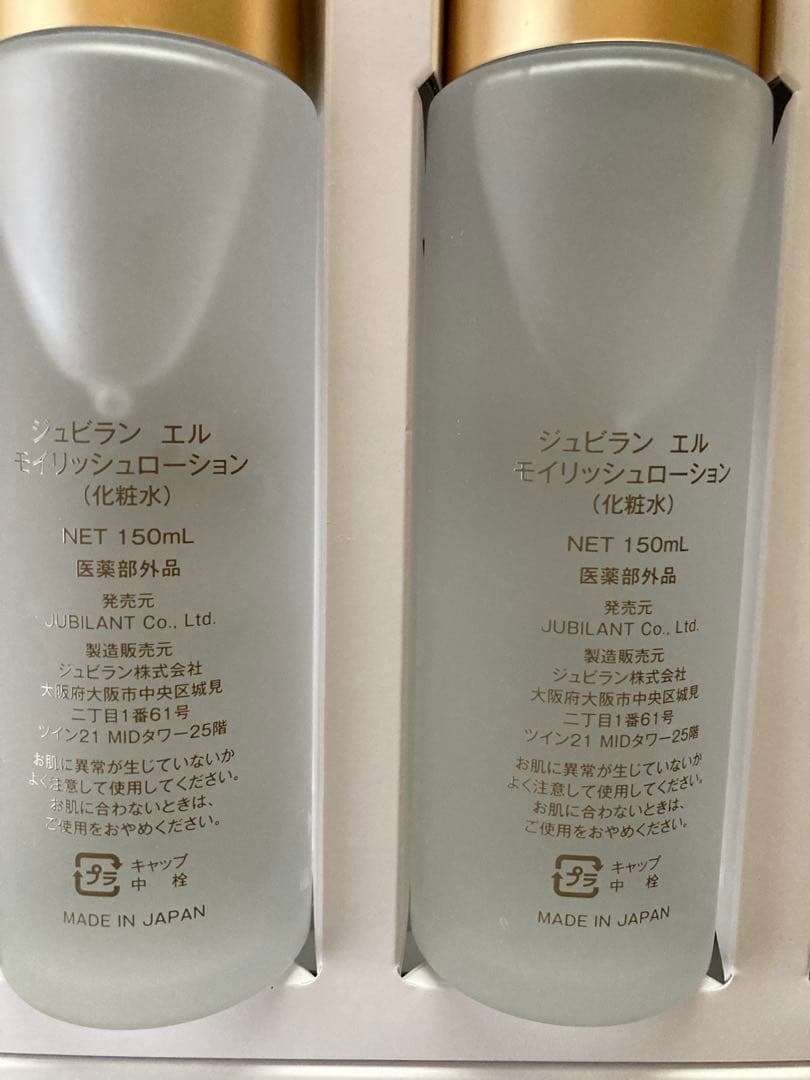 ジュビラン エル
モイリッシュローション
(化粧水)
NET 150mL
医薬部外品
発売元
JUBILANT Co., Ltd.
製造販売元
ジュビラン株式会社
大阪府大阪市中央区城見
二丁目1番61号
ツイン21 MIDタワー25階
お肌に異常が生じていないか
よく注意して使用してください。
お肌に合わないときは、
ご使用をおやめください。
プラ
キャップ
中 栓
MADE IN JAPAN
ジュビラン エル
モイリッシュローション
(化粧水)
NET 150mL
医薬部外品
発売元
JUBILANT Co., Ltd.
製造販売元
ジュビラン株式会社
大阪府大阪市中央区城見
二丁目1番61号
ツイン21 MIDタワー25階
お肌に異常が生じていないか
よく注意して使用してください。
お肌に合わないときは、
ご使用をおやめください。
プラ
キャップ
中 栓
MADE IN JAPAN